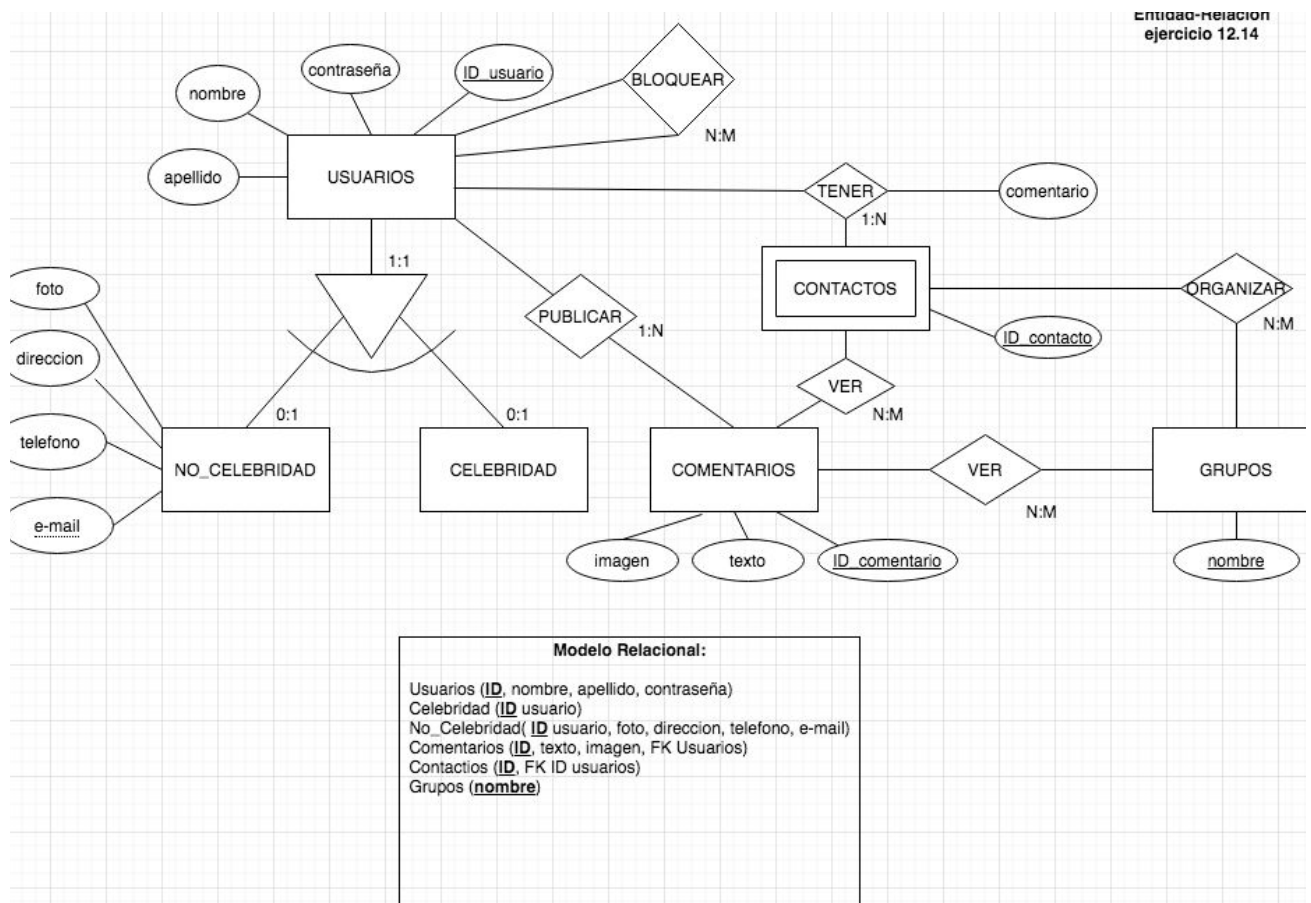 Entidad-Relación
ejercicio 12.14
contraseña
ID_usuario
BLOQUEAR
nombre
N:M
apellido
USUARIOS
TENER
comentario
1:N
1:1
foto
CONTACTOS
ORGANIZAR
PUBLICAR
1:N
N:M
ID_contacto
direccion
VER
0:1
0:1
N:M
telefono
NO_CELEBRIDAD
CELEBRIDAD
COMENTARIOS
VER
GRUPOS
N:M
e-mail
imagen
texto
ID_comentario
nombre
Modelo Relacional:
Usuarios (ID, nombre, apellido, contraseña)
Celebridad (ID usuario)
No_Celebridad( ID usuario, foto, direccion, telefono, e-mail)
Comentarios (ID, texto, imagen, FK Usuarios)
Contactios (ID, FK ID usuarios)
Grupos (nombre)